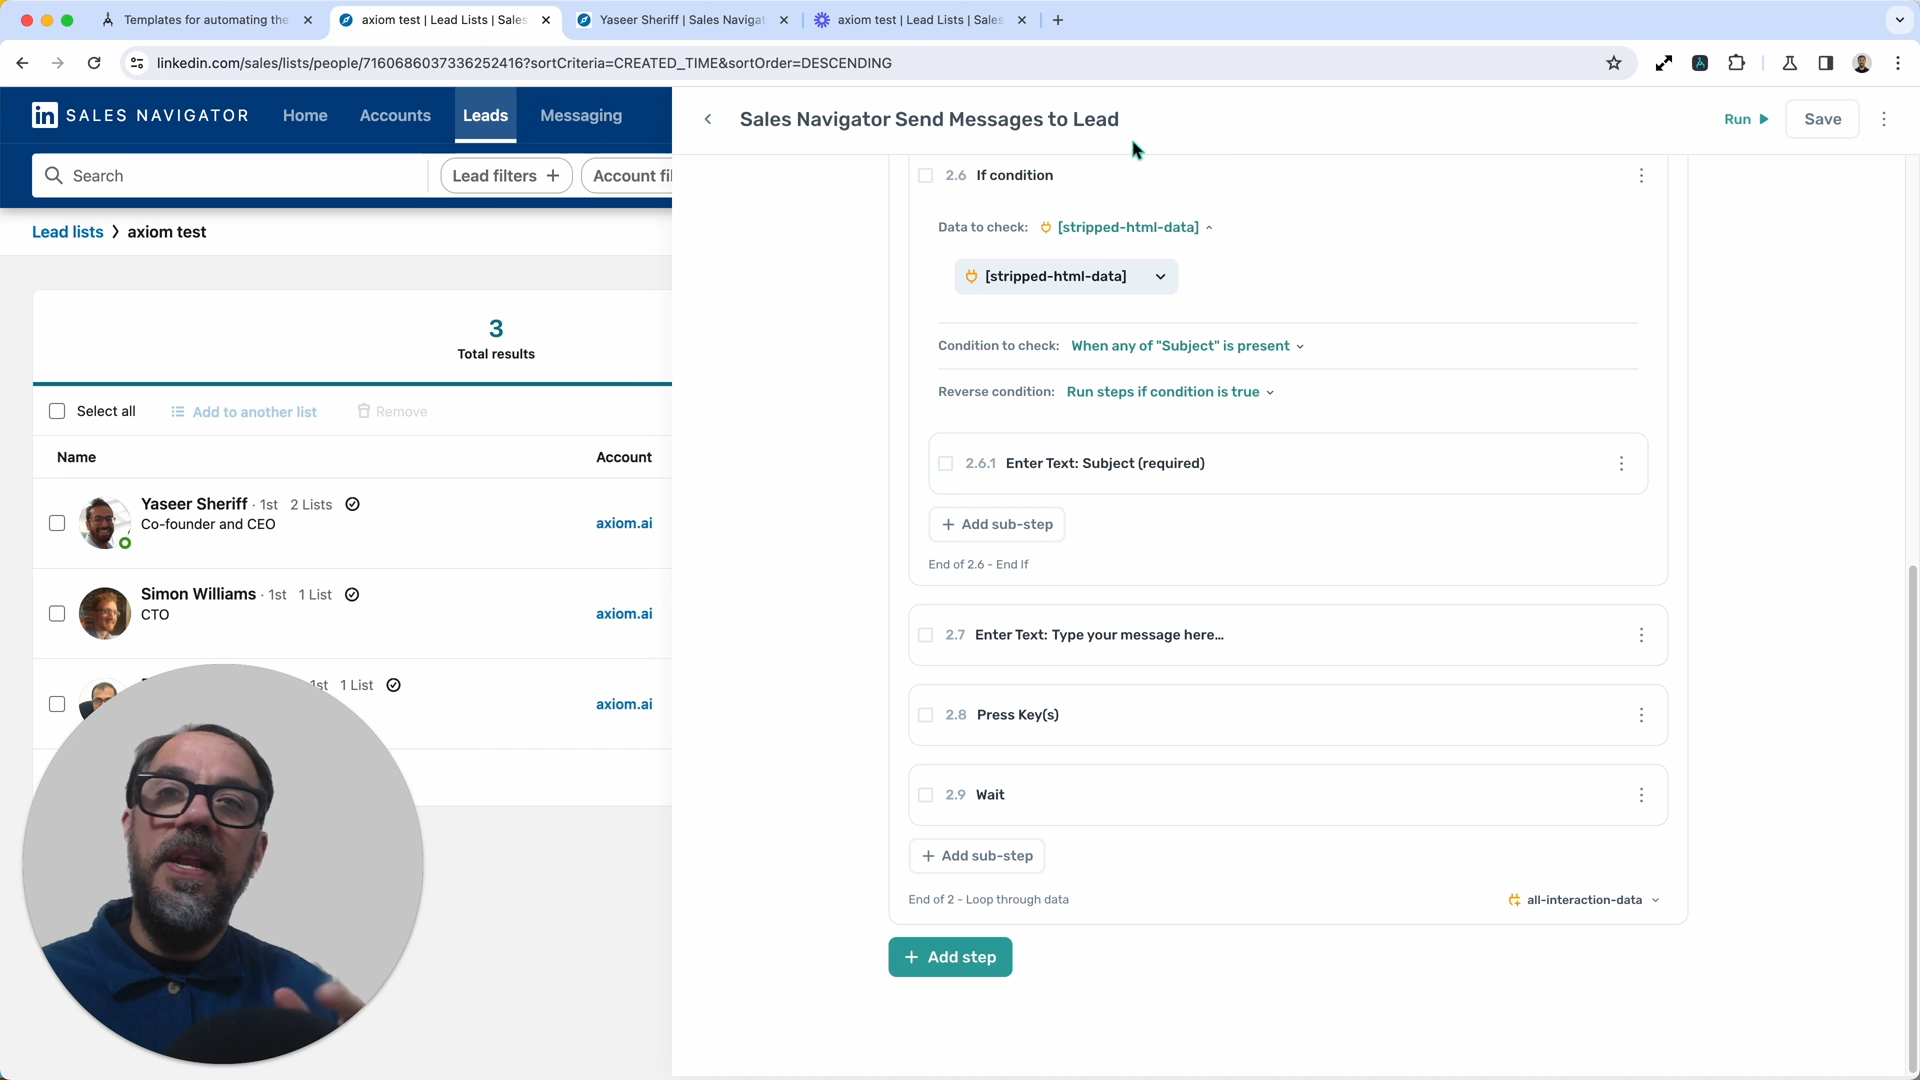 Templates for automating the
axiom test | Lead Lists | Sales
Yaseer Sheriff | Sales Navigat
axiom test | Lead Lists | Sales
linkedin.com/sales/lists/people/7160686037336252416?sortCriteria=CREATED_TIME&sortOrder=DESCENDING
in SALES NAVIGATOR
Home
Accounts
Leads
Messaging
Search
Lead filters +
Account fil
Lead lists > axiom test
3
Total results
Select all
Add to another list
Remove
Name
Account
Yaseer Sheriff · 1st 2 Lists
Co-founder and CEO
axiom.ai
Simon Williams · 1st 1 List
CTO
axiom.ai
1st 1 List
axiom.ai
Sales Navigator Send Messages to Lead
Run
Save
2.6 If condition
Data to check: [stripped-html-data]
[stripped-html-data]
Condition to check: When any of "Subject" is present
Reverse condition: Run steps if condition is true
2.6.1 Enter Text: Subject (required)
+ Add sub-step
End of 2.6 - End If
2.7 Enter Text: Type your message here...
2.8 Press Key(s)
2.9 Wait
+ Add sub-step
End of 2 - Loop through data
all-interaction-data
+ Add step